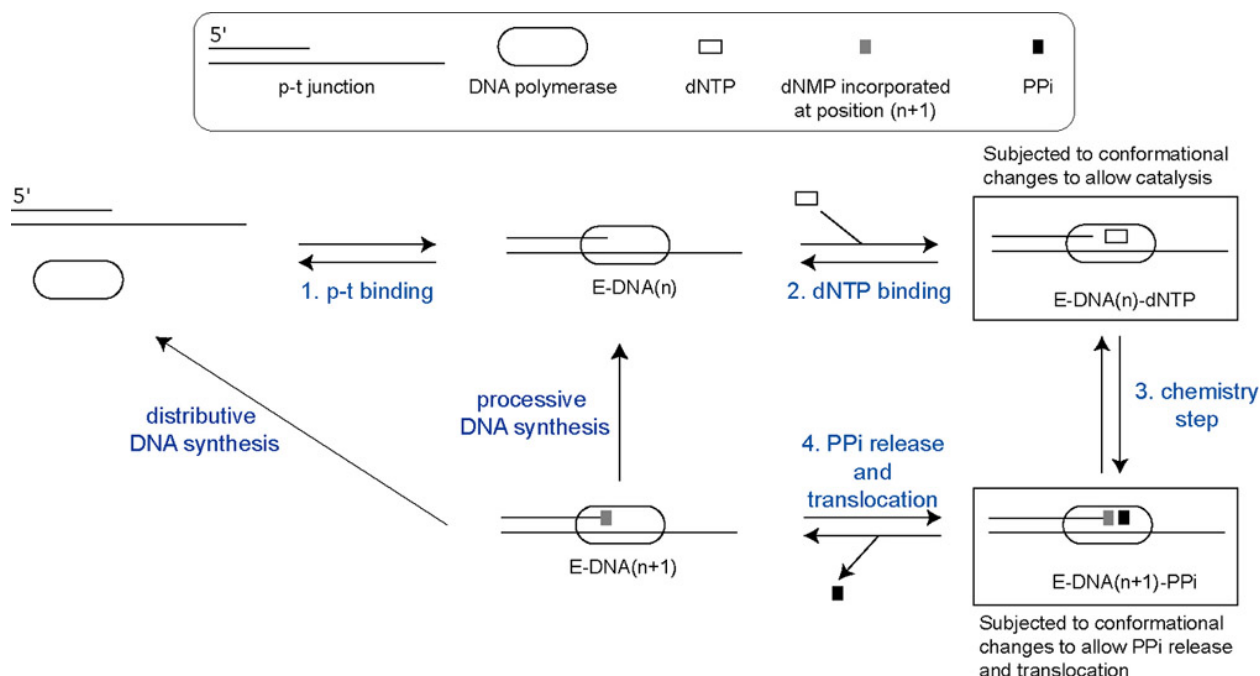 5'
p-t junction
DNA polymerase
dNTP
dNMP incorporated
at position (n+1)
PPi
Subjected to conformational
changes to allow catalysis
5'
1. p-t binding
E-DNA(n)
2. dNTP binding
E-DNA(n)-dNTP
distributive
DNA synthesis
processive
DNA synthesis
3. chemistry
step
4. PPi release
and
translocation
E-DNA(n+1)
E-DNA(n+1)-PPi
Subjected to conformational
changes to allow PPi release
and translocation